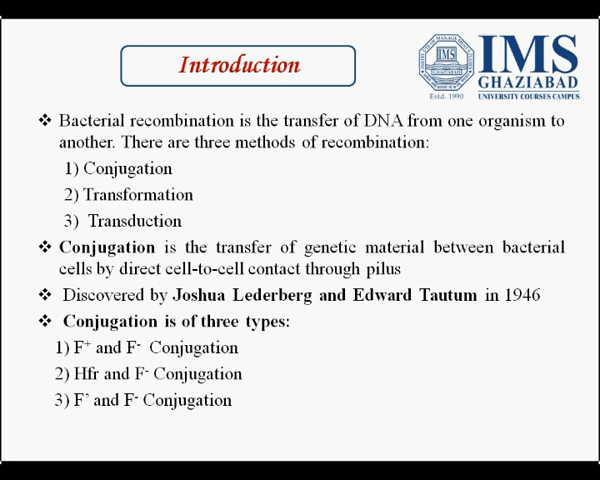 Introduction
IMS
GHAZIABAD
Estd. 1990
UNIVERSITY COURSES CAMPUS
❖ Bacterial recombination is the transfer of DNA from one organism to
another. There are three methods of recombination:
1) Conjugation
2) Transformation
3) Transduction
❖ Conjugation is the transfer of genetic material between bacterial
cells by direct cell-to-cell contact through pilus
❖ Discovered by Joshua Lederberg and Edward Tautum in 1946
❖ Conjugation is of three types:
1) F⁺ and F⁻ Conjugation
2) Hfr and F⁻ Conjugation
3) F’ and F⁻ Conjugation